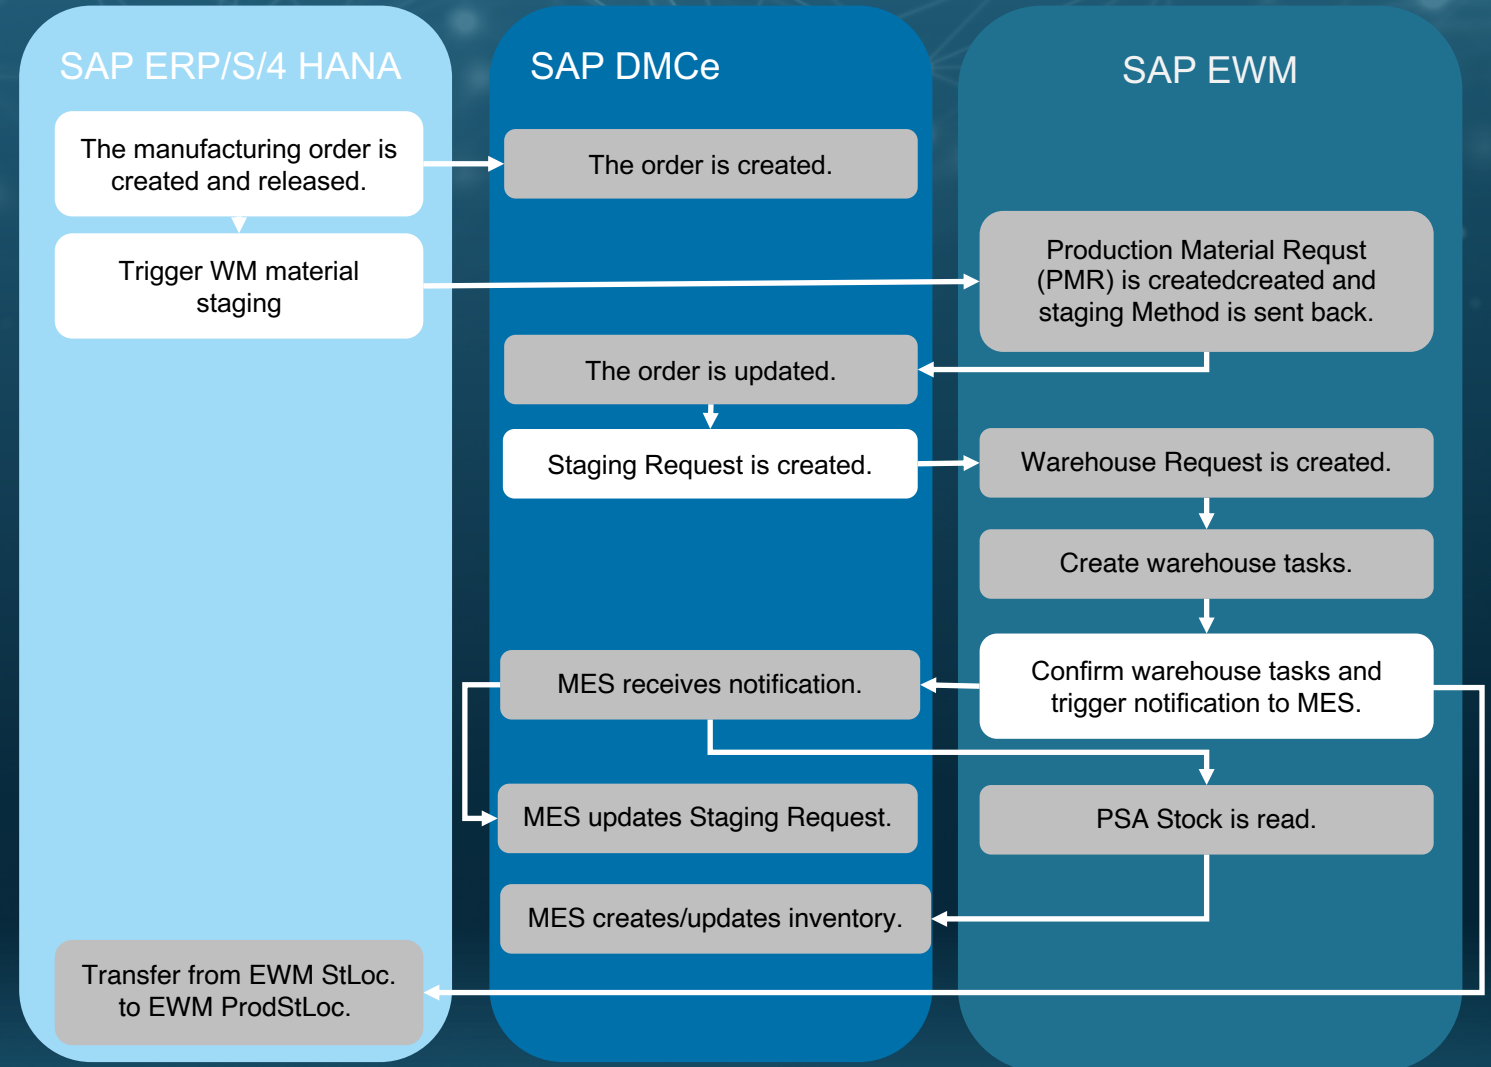 SAP ERP/S/4 HANA
SAP DMCe
SAP EWM
The manufacturing order is
created and released.
The order is created.
Trigger WM material
staging
Production Material Requst
(PMR) is createdcreated and
staging Method is sent back.
The order is updated.
Staging Request is created.
Warehouse Request is created.
Create warehouse tasks.
Confirm warehouse tasks and
trigger notification to MES.
MES receives notification.
MES updates Staging Request.
PSA Stock is read.
MES creates/updates inventory.
Transfer from EWM StLoc.
to EWM ProdStLoc.